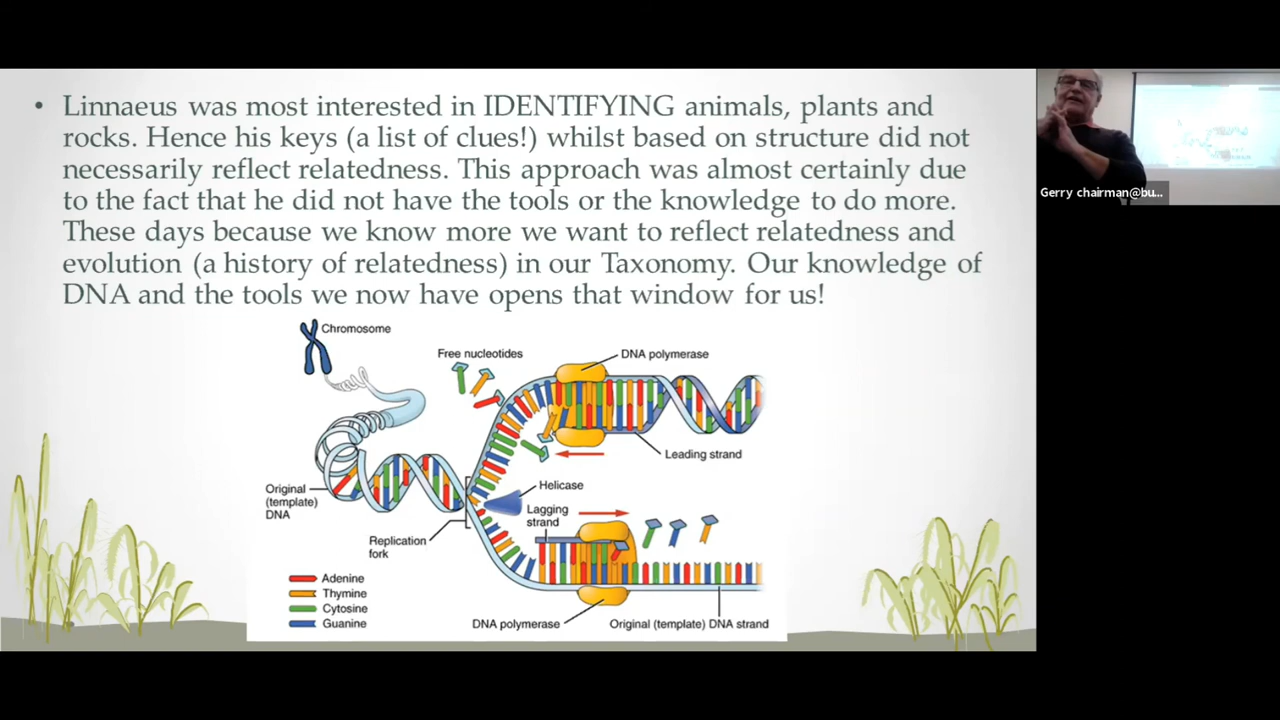 • Linnaeus was most interested in IDENTIFYING animals, plants and
rocks. Hence his keys (a list of clues!) whilst based on structure did not
necessarily reflect relatedness. This approach was almost certainly due
to the fact that he did not have the tools or the knowledge to do more.
These days because we know more we want to reflect relatedness and
evolution (a history of relatedness) in our Taxonomy. Our knowledge of
DNA and the tools we now have opens that window for us!
Chromosome
Free nucleotides
DNA polymerase
Leading strand
Original
(template)
DNA
Helicase
Lagging
strand
Replication
fork
Adenine
Thymine
Cytosine
Guanine
DNA polymerase
Original (template) DNA strand
Gerry chairman@bu...